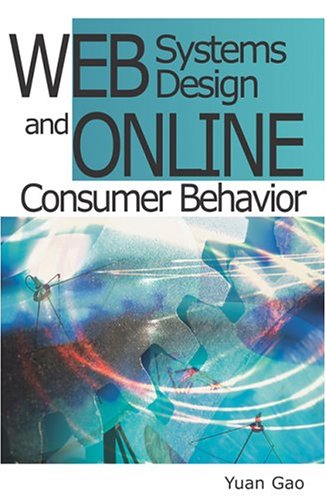 WEB Systems
Design
and ONLINE
Consumer Behavior
Yuan Gao